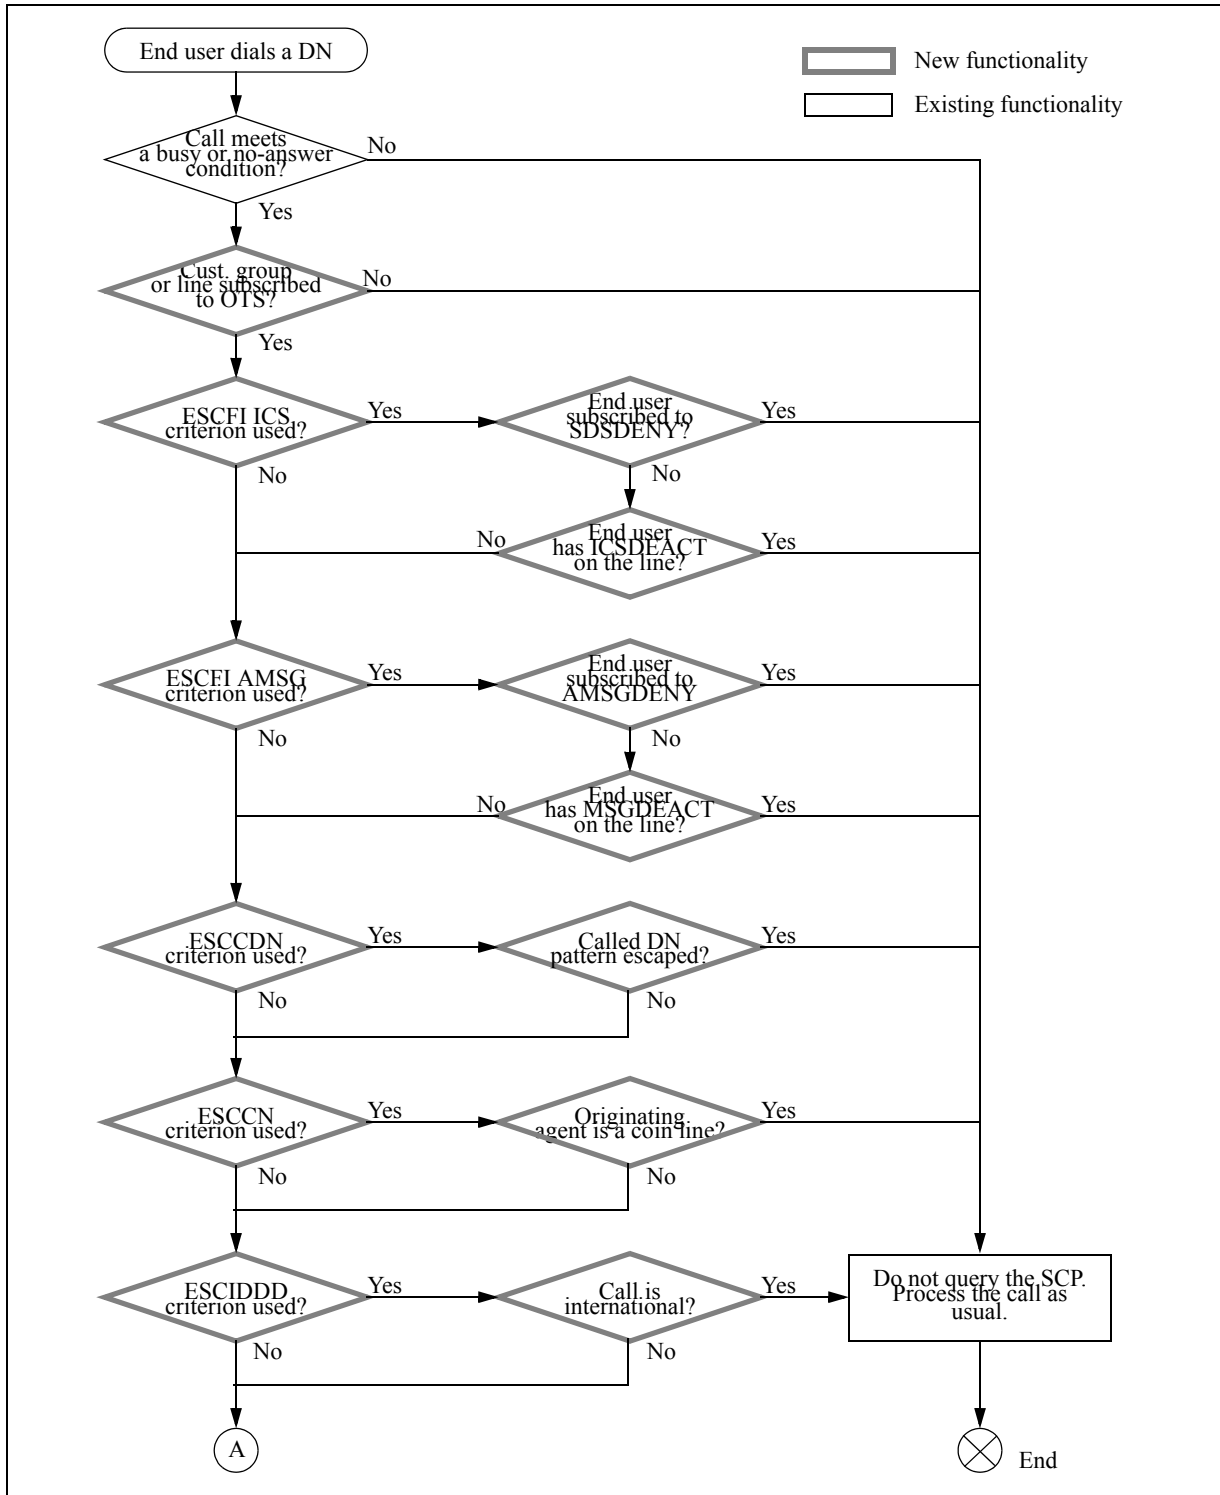 End user dials a DN
New functionality
Existing functionality
Call meets
a busy or no-answer
condition?
No
Yes
Cust. group
or line subscribed
to OTS?
No
Yes
ESCFI ICS
criterion used?
Yes
End user
subscribed to
SDSDENY?
Yes
No
No
End user
has ICSDEACT
on the line?
No
Yes
ESCFI AMSG
criterion used?
Yes
End user
subscribed to
AMSGDENY
Yes
No
No
End user
has MSGDEACT
on the line?
No
Yes
ESCCDN
criterion used?
Yes
Called DN
pattern escaped?
Yes
No
No
ESCCN
criterion used?
Yes
Originating
agent is a coin line?
Yes
No
No
ESCIDDD
criterion used?
Yes
Call is
international?
Yes
Do not query the SCP.
Process the call as
usual.
No
No
A
End